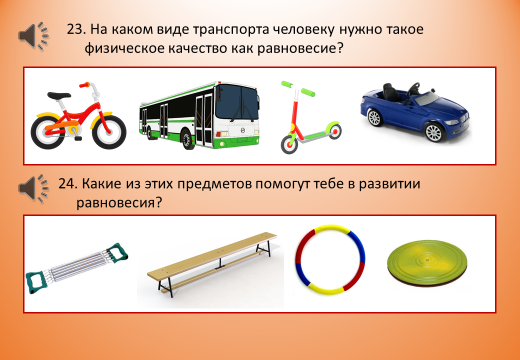 23. На каком виде транспорта человеку нужно такое
физическое качество как равновесие?
24. Какие из этих предметов помогут тебе в развитии
равновесия?